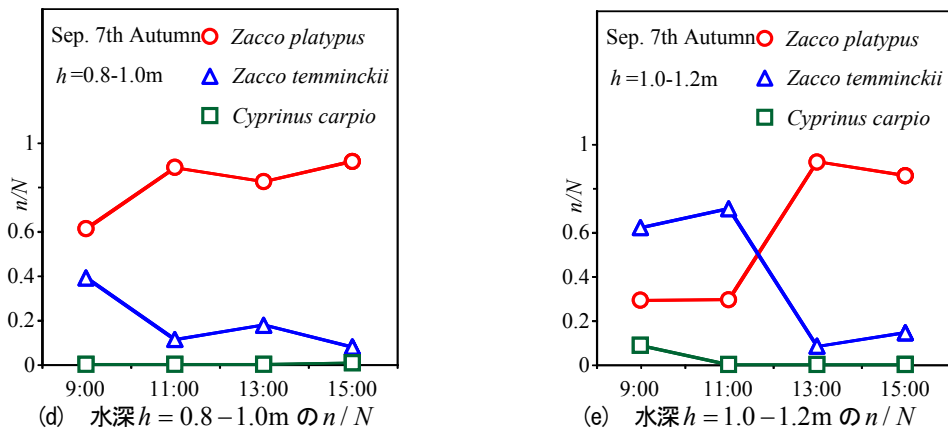 Sep. 7th Autumn
Zacco platypus
h=0.8-1.0m
Zacco temminckii
Cyprinus carpio
1
n/N
0.6
0.4
0.2
0
9:00 11:00 13:00 15:00
(d) 水深h = 0.8 – 1.0m の n / N
Sep. 7th Autumn
Zacco platypus
h=1.0-1.2m
Zacco temminckii
Cyprinus carpio
1
n/N
0.6
0.4
0.2
0
9:00 11:00 13:00 15:00
(e) 水深h = 1.0 – 1.2m の n / N